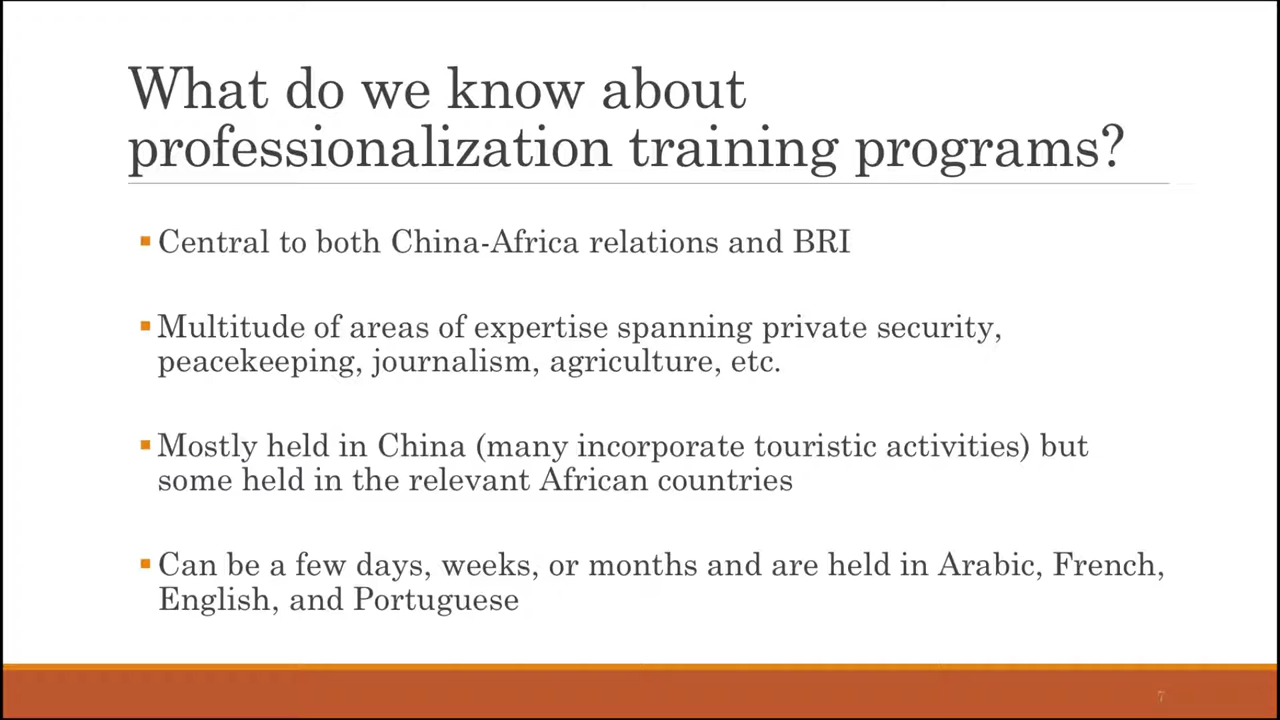 What do we know about
professionalization training programs?
Central to both China-Africa relations and BRI
Multitude of areas of expertise spanning private security,
peacekeeping, journalism, agriculture, etc.
Mostly held in China (many incorporate touristic activities) but
some held in the relevant African countries
Can be a few days, weeks, or months and are held in Arabic, French,
English, and Portuguese
7